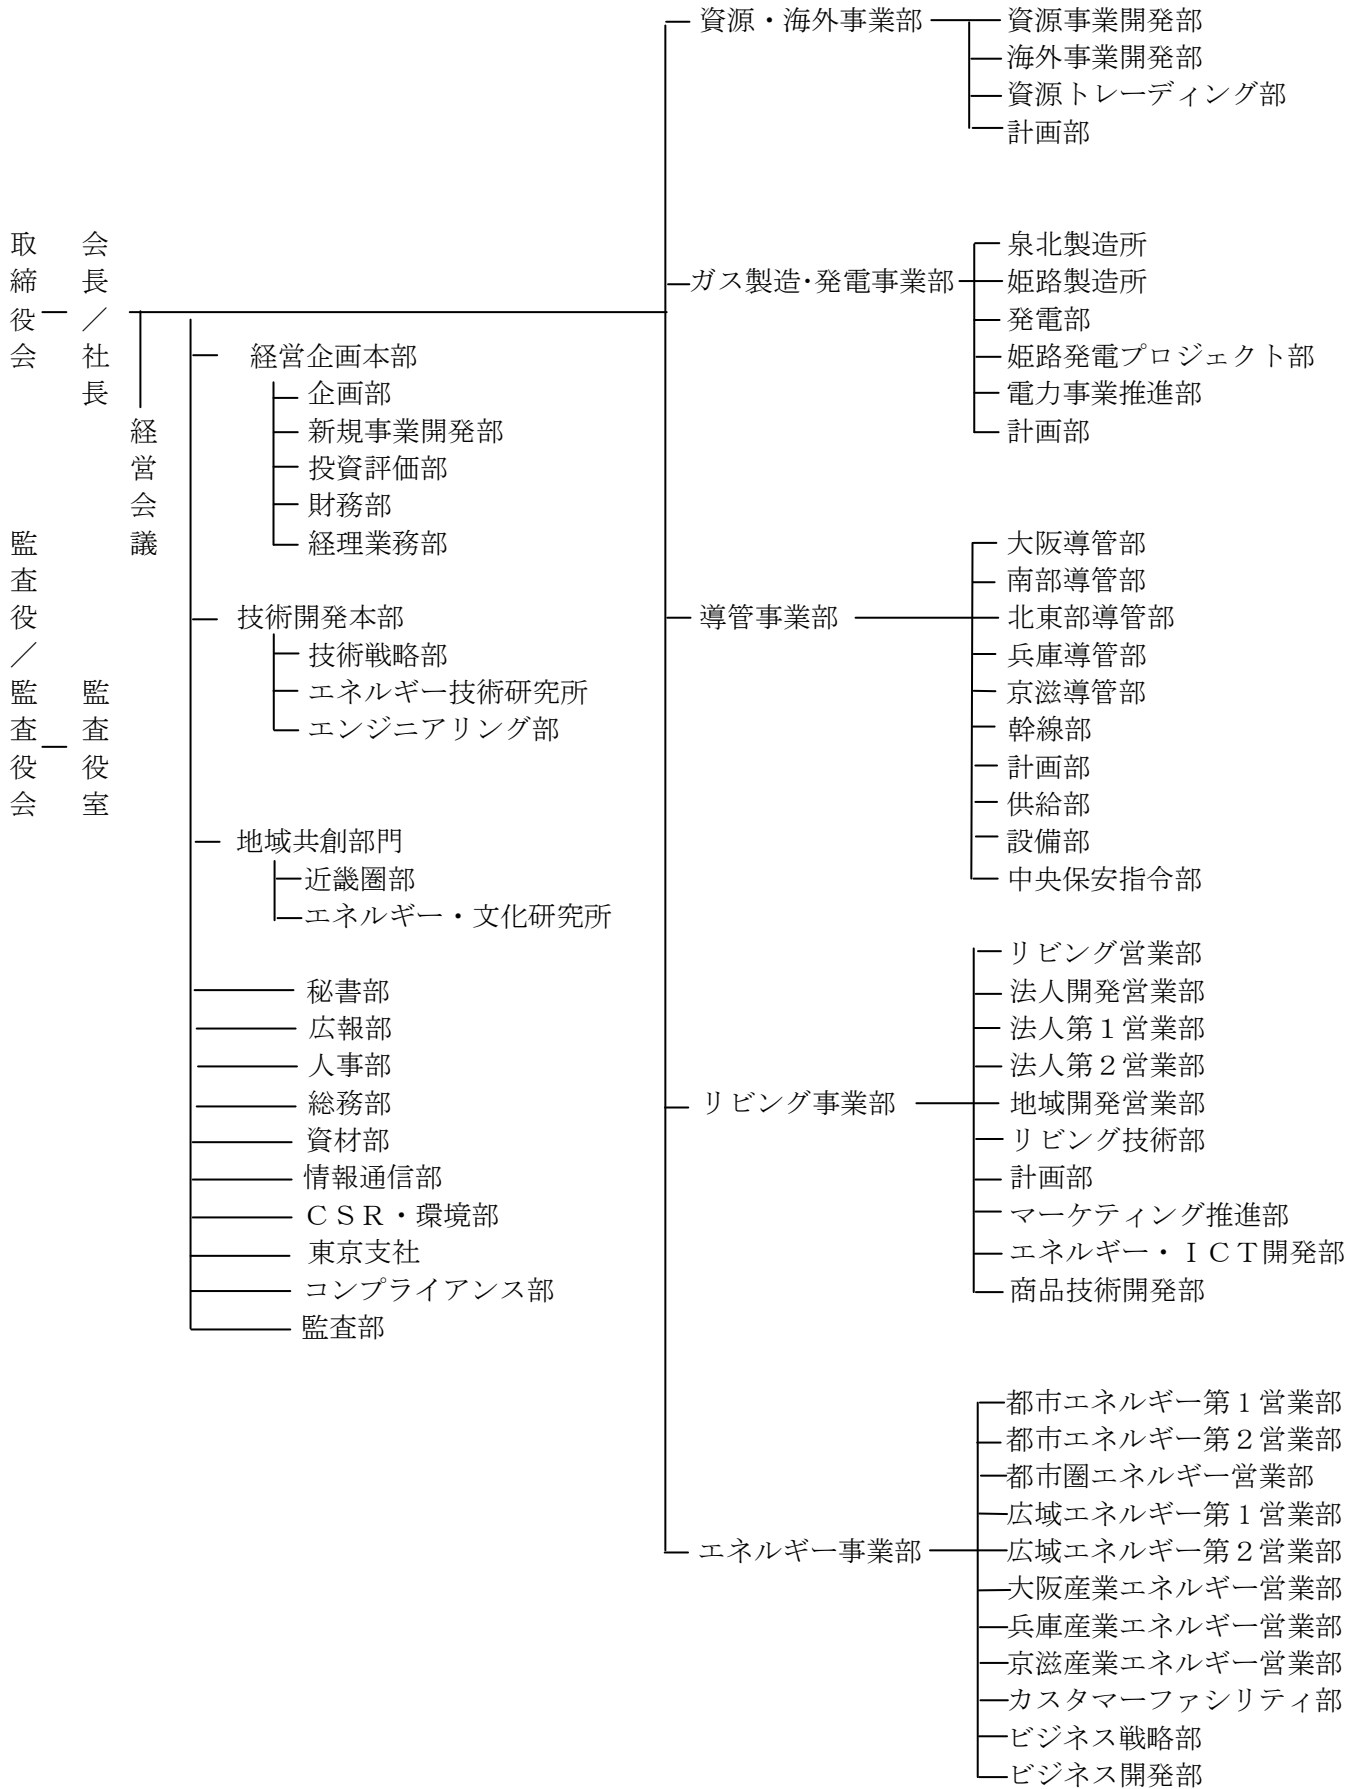 取締役会
会長／社長
経営会議
監査役／監査役会
監査役室
経営企画本部
企画部
新規事業開発部
投資評価部
財務部
経理業務部
技術開発本部
技術戦略部
エネルギー技術研究所
エンジニアリング部
地域共創部門
近畿圏部
エネルギー・文化研究所
秘書部
広報部
人事部
総務部
資材部
情報通信部
ＣＳＲ・環境部
東京支社
コンプライアンス部
監査部
資源・海外事業部
資源事業開発部
海外事業開発部
資源トレーディング部
計画部
ガス製造・発電事業部
泉北製造所
姫路製造所
発電部
姫路発電プロジェクト部
電力事業推進部
計画部
導管事業部
大阪導管部
南部導管部
北東部導管部
兵庫導管部
京滋導管部
幹線部
計画部
供給部
設備部
中央保安指令部
リビング事業部
リビング営業部
法人開発営業部
法人第１営業部
法人第２営業部
地域開発営業部
リビング技術部
計画部
マーケティング推進部
エネルギー・ＩＣＴ開発部
商品技術開発部
エネルギー事業部
都市エネルギー第１営業部
都市エネルギー第２営業部
都市圏エネルギー営業部
広域エネルギー第１営業部
広域エネルギー第２営業部
大阪産業エネルギー営業部
兵庫産業エネルギー営業部
京滋産業エネルギー営業部
カスタマーファシリティ部
ビジネス戦略部
ビジネス開発部